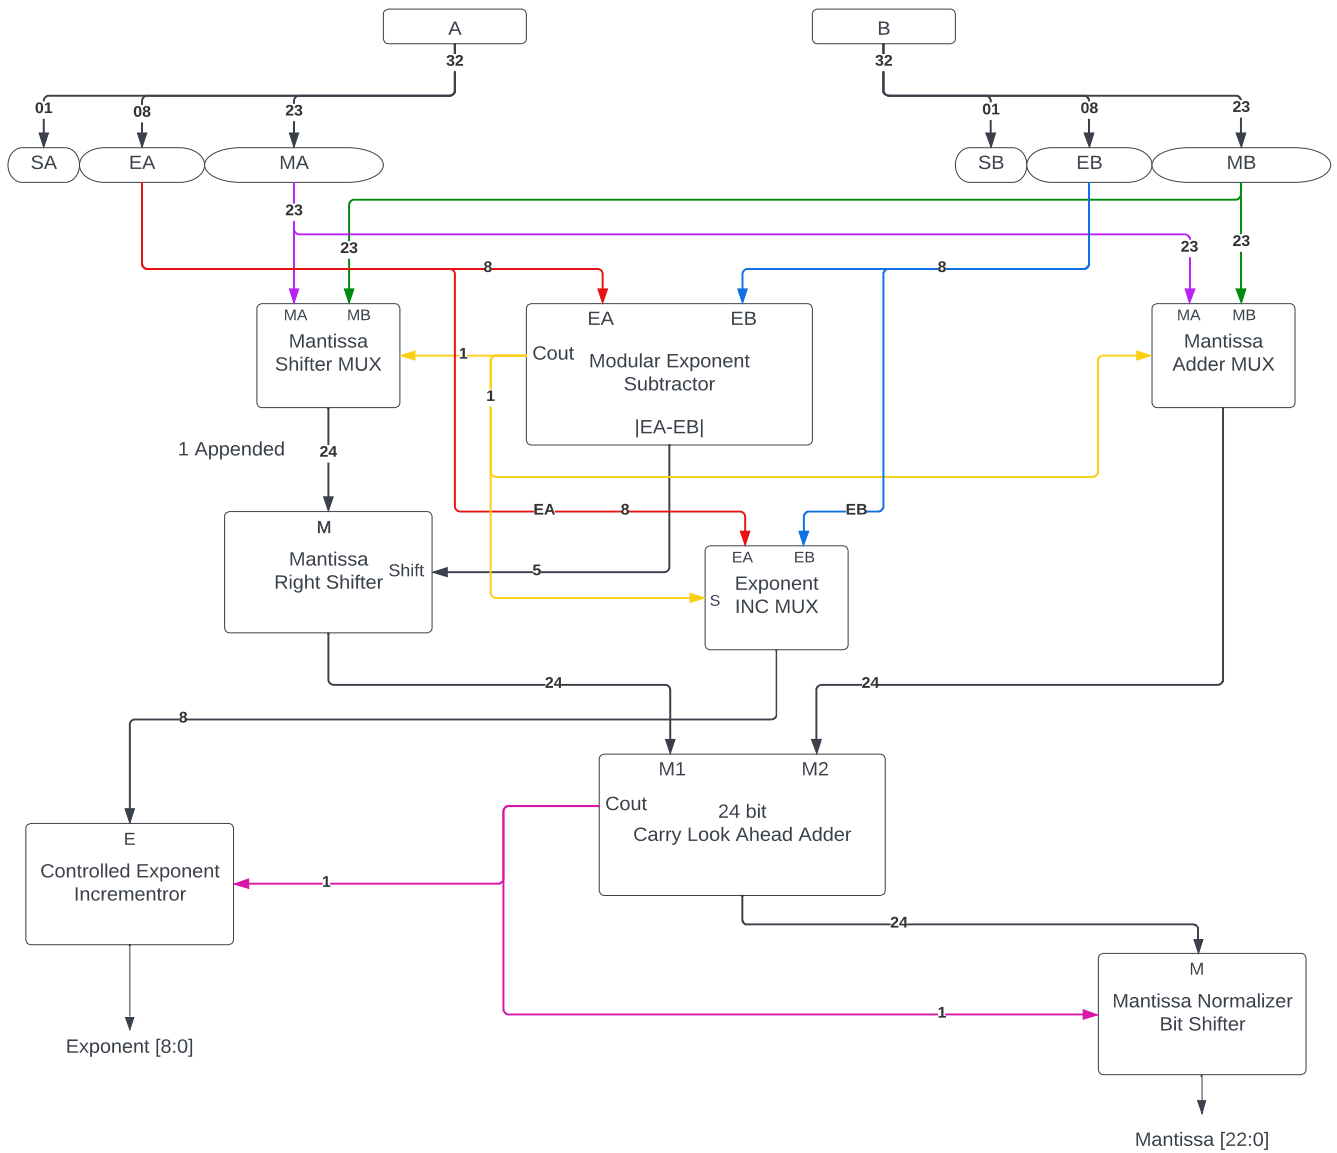 A
B
32
32
01
08
23
01
08
23
SA
EA
MA
SB
EB
MB
23
23
23
23
8
8
MA
MB
Mantissa
Shifter MUX
EA
EB
Cout
Modular Exponent
Subtractor
|EA-EB|
MA
MB
Mantissa
Adder MUX
1
1
1 Appended
24
M
Mantissa
Right Shifter
Shift
5
EA
8
EB
EA
EB
Exponent
INC MUX
S
24
24
8
M1
M2
Cout
24 bit
Carry Look Ahead Adder
E
Controlled Exponent
Incrementror
1
24
M
Mantissa Normalizer
Bit Shifter
1
Exponent [8:0]
Mantissa [22:0]